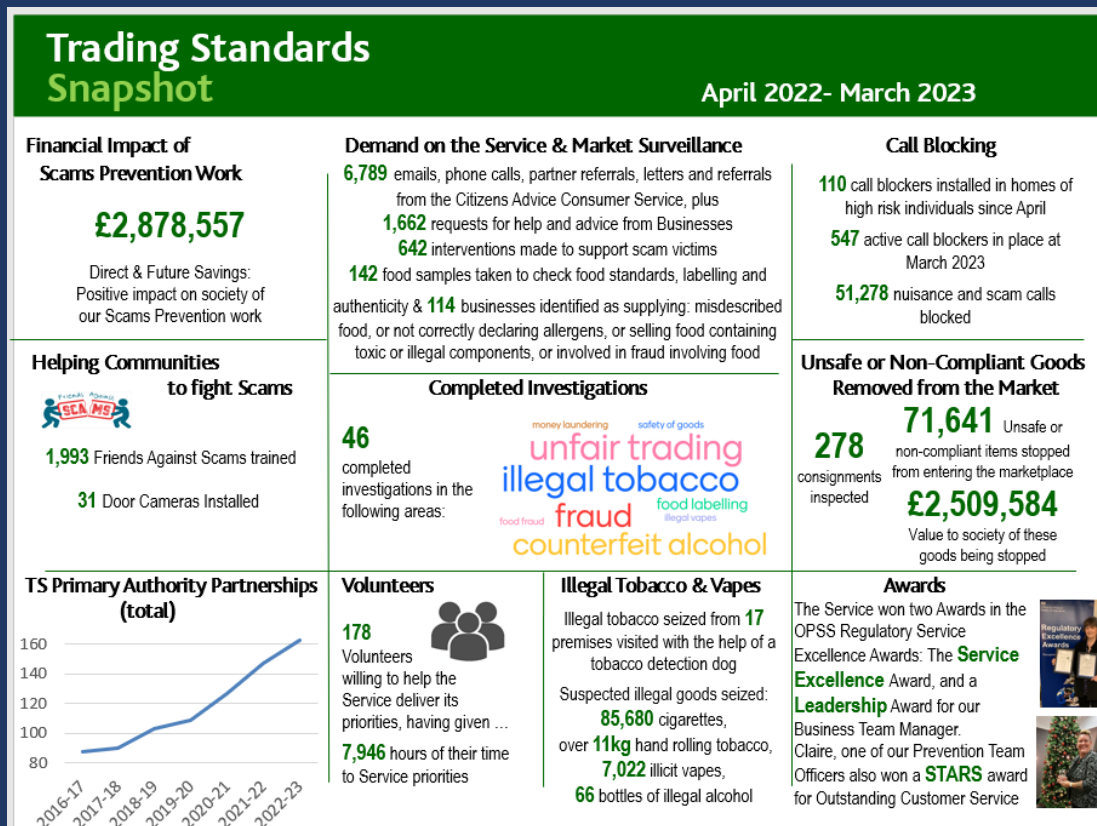 Trading Standards
Snapshot
April 2022- March 2023
Financial Impact of
Scams Prevention Work
£2,878,557
Direct & Future Savings:
Positive impact on society of
our Scams Prevention work
Demand on the Service & Market Surveillance
6,789 emails, phone calls, partner referrals, letters and referrals
from the Citizens Advice Consumer Service, plus
1,662 requests for help and advice from Businesses
642 interventions made to support scam victims
142 food samples taken to check food standards, labelling and
authenticity & 114 businesses identified as supplying: misdescribed
food, or not correctly declaring allergens, or selling food containing
toxic or illegal components, or involved in fraud involving food
Call Blocking
110 call blockers installed in homes of
high risk individuals since April
547 active call blockers in place at
March 2023
51,278 nuisance and scam calls
blocked
Helping Communities
to fight Scams
Friends Against
SCAMS
1,993 Friends Against Scams trained
31 Door Cameras Installed
Completed Investigations
46
completed
investigations in the
following areas:
money laundering
safety of goods
unfair trading
illegal tobacco
food labelling
food fraud
fraud
illegal vapes
counterfeit alcohol
Unsafe or Non-Compliant Goods
Removed from the Market
278
consignments
inspected
71,641 Unsafe or
non-compliant items stopped
from entering the marketplace
£2,509,584
Value to society of these
goods being stopped
TS Primary Authority Partnerships
(total)
160
140
120
100
80
2016-17
2017-18
2018-19
2019-20
2020-21
2021-22
2022-23
Volunteers
178
Volunteers
willing to help the
Service deliver its
priorities, having given ...
7,946 hours of their time
to Service priorities
Illegal Tobacco & Vapes
Illegal tobacco seized from 17
premises visited with the help of a
tobacco detection dog
Suspected illegal goods seized:
85,680 cigarettes,
over 11kg hand rolling tobacco,
7,022 illicit vapes,
66 bottles of illegal alcohol
Awards
The Service won two Awards in the
OPSS Regulatory Service
Excellence Awards: The Service
Excellence Award, and a
Leadership Award for our
Business Team Manager.
Claire, one of our Prevention Team
Officers also won a STARS award
for Outstanding Customer Service
Regulatory
Excellence
Awards